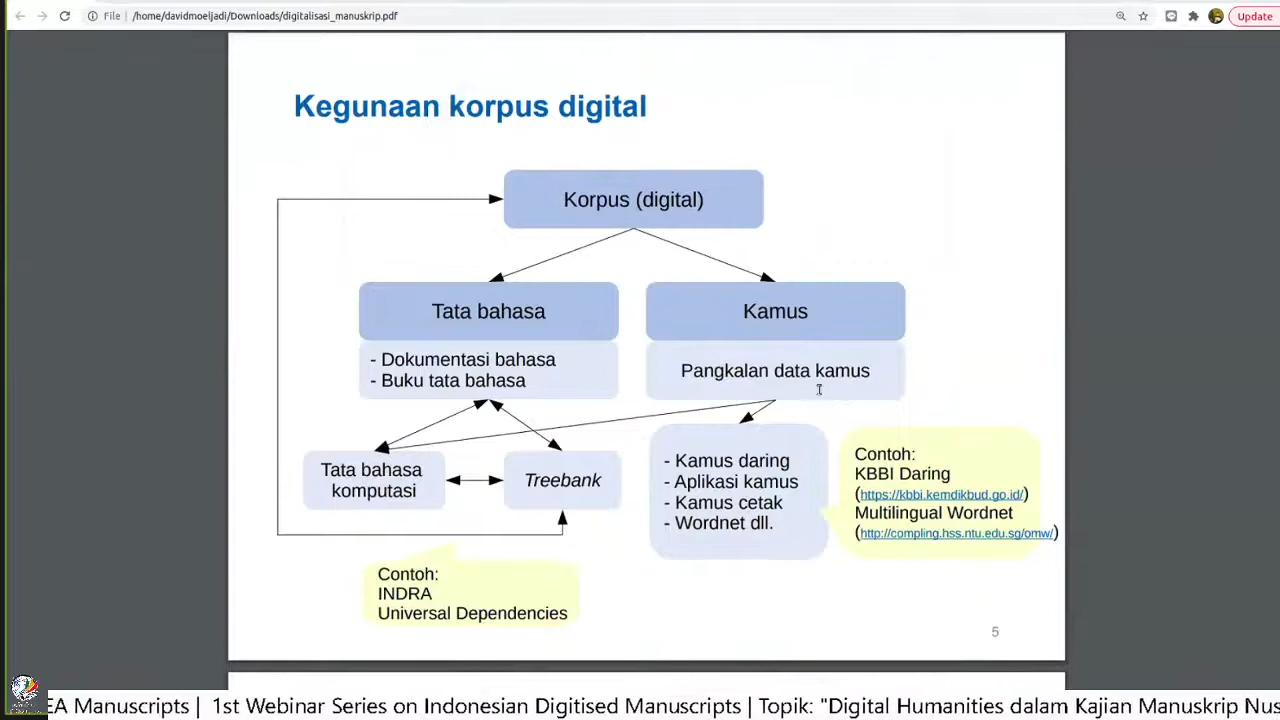 File | /home/davidmoeljadi/Downloads/digitalisasi_manuskrip.pdf
Update
Kegunaan korpus digital
Korpus (digital)
Tata bahasa
- Dokumentasi bahasa
- Buku tata bahasa
Kamus
Pangkalan data kamus
Tata bahasa
komputasi
Treebank
- Kamus daring
- Aplikasi kamus
- Kamus cetak
- Wordnet dll.
Contoh:
KBBI Daring
(https://kbbi.kemdikbud.go.id/)
Multilingual Wordnet
(http://compling.hss.ntu.edu.sg/omw/)
Contoh:
INDRA
Universal Dependencies
5
EA Manuscripts | 1st Webinar Series on Indonesian Digitised Manuscripts | Topik: "Digital Humanities dalam Kajian Manuskrip Nus